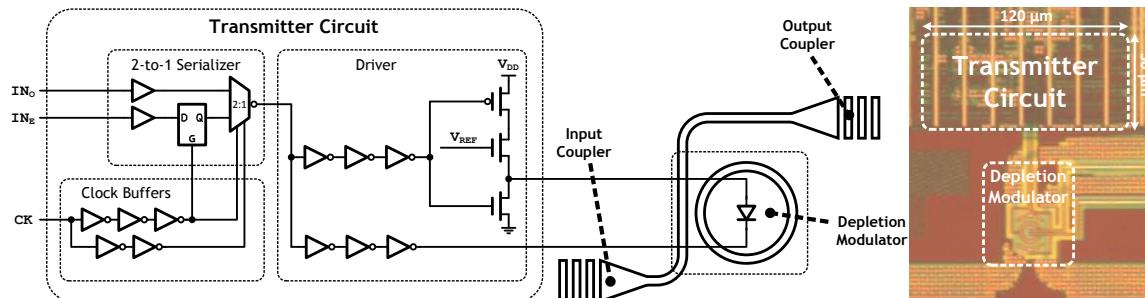 Transmitter Circuit
2-to-1 Serializer
Driver
V_DD
IN_O
IN_E
D Q
G
2:1
V_REF
Clock Buffers
CK
Input
Coupler
Output
Coupler
Depletion
Modulator
120 µm
Transmitter
Circuit
Depletion
Modulator